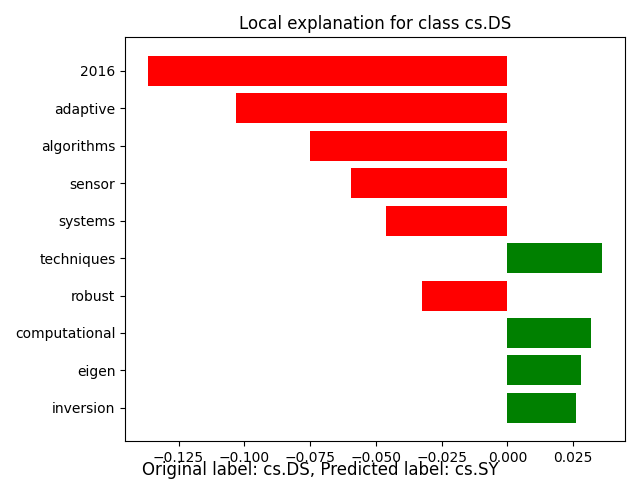 Local explanation for class cs.DS
2016
adaptive
algorithms
sensor
systems
techniques
robust
computational
eigen
inversion
−0.125 −0.100 −0.075 −0.050 −0.025 0.000 0.025
Original label: cs.DS, Predicted label: cs.SY